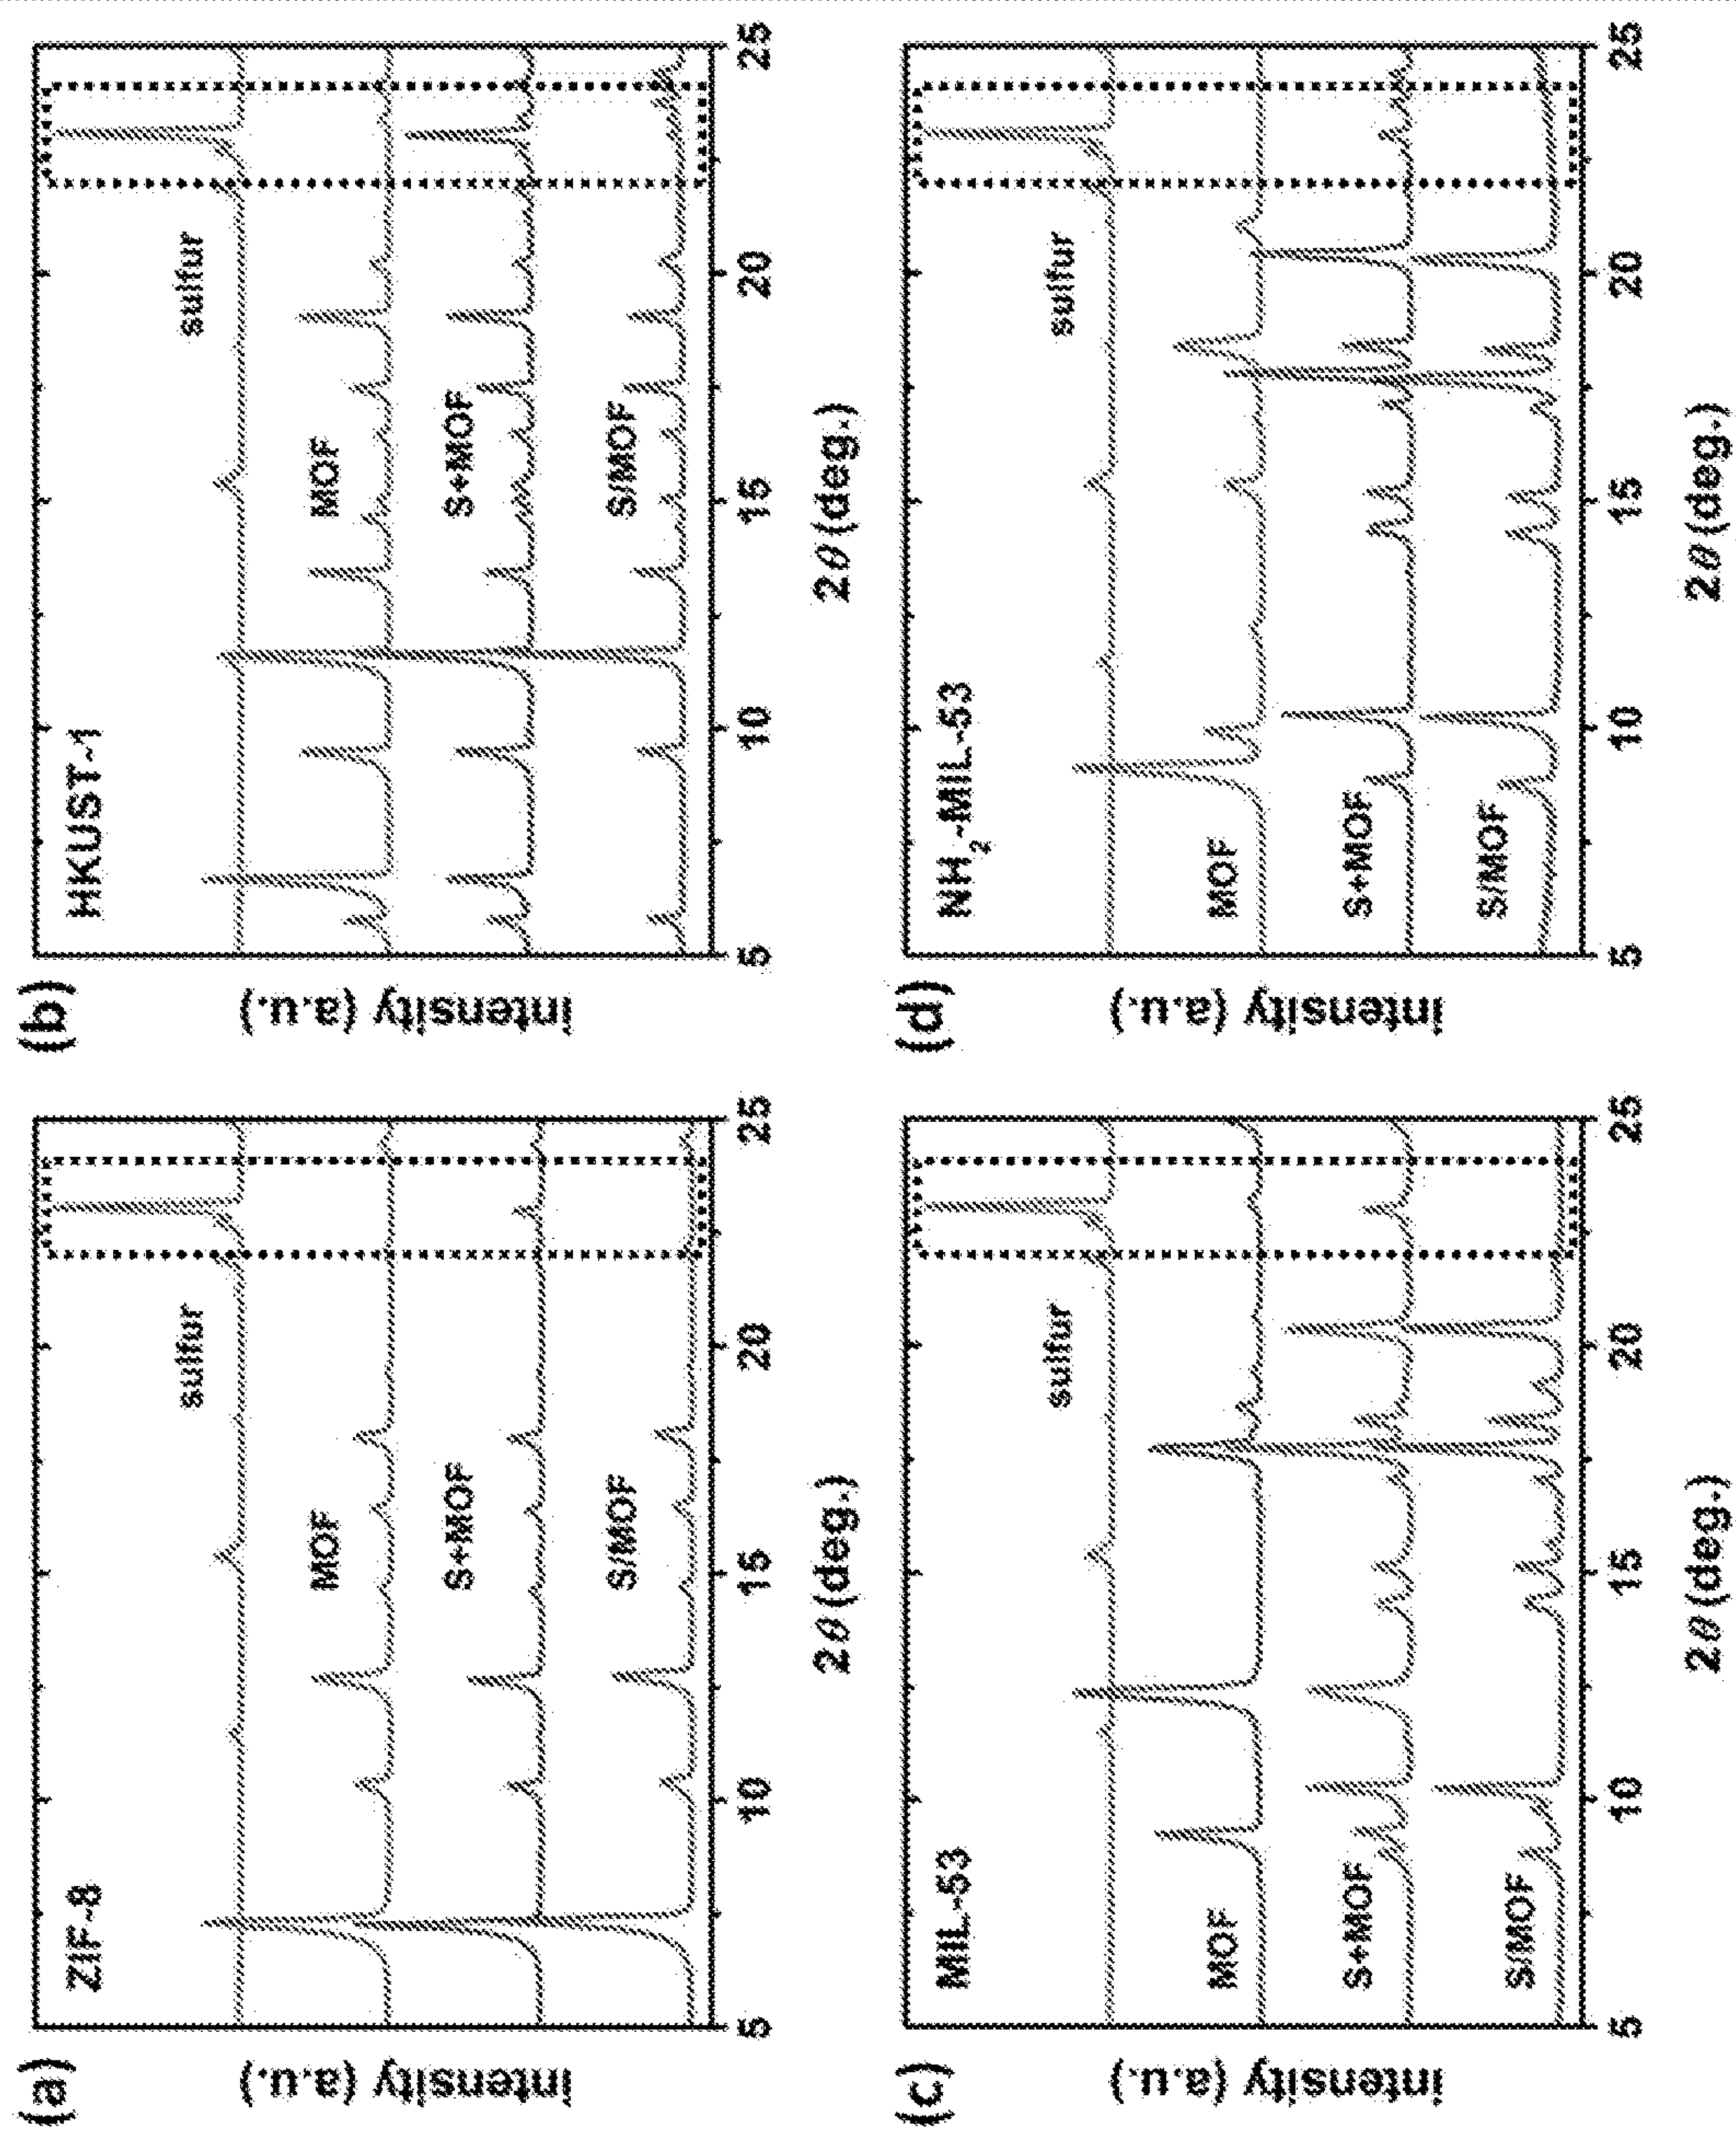 (a)
ZIF-8
sulfur
MOF
S+MOF
S/MOF
intensity (a.u.)
5 10 15 20 25
2θ (deg.)
(b)
HKUST-1
sulfur
MOF
S+MOF
S/MOF
intensity (a.u.)
5 10 15 20 25
2θ (deg.)
(c)
MIL-53
sulfur
MOF
S+MOF
S/MOF
intensity (a.u.)
5 10 15 20 25
2θ (deg.)
(d)
NH2-MIL-53
sulfur
MOF
S+MOF
S/MOF
intensity (a.u.)
5 10 15 20 25
2θ (deg.)